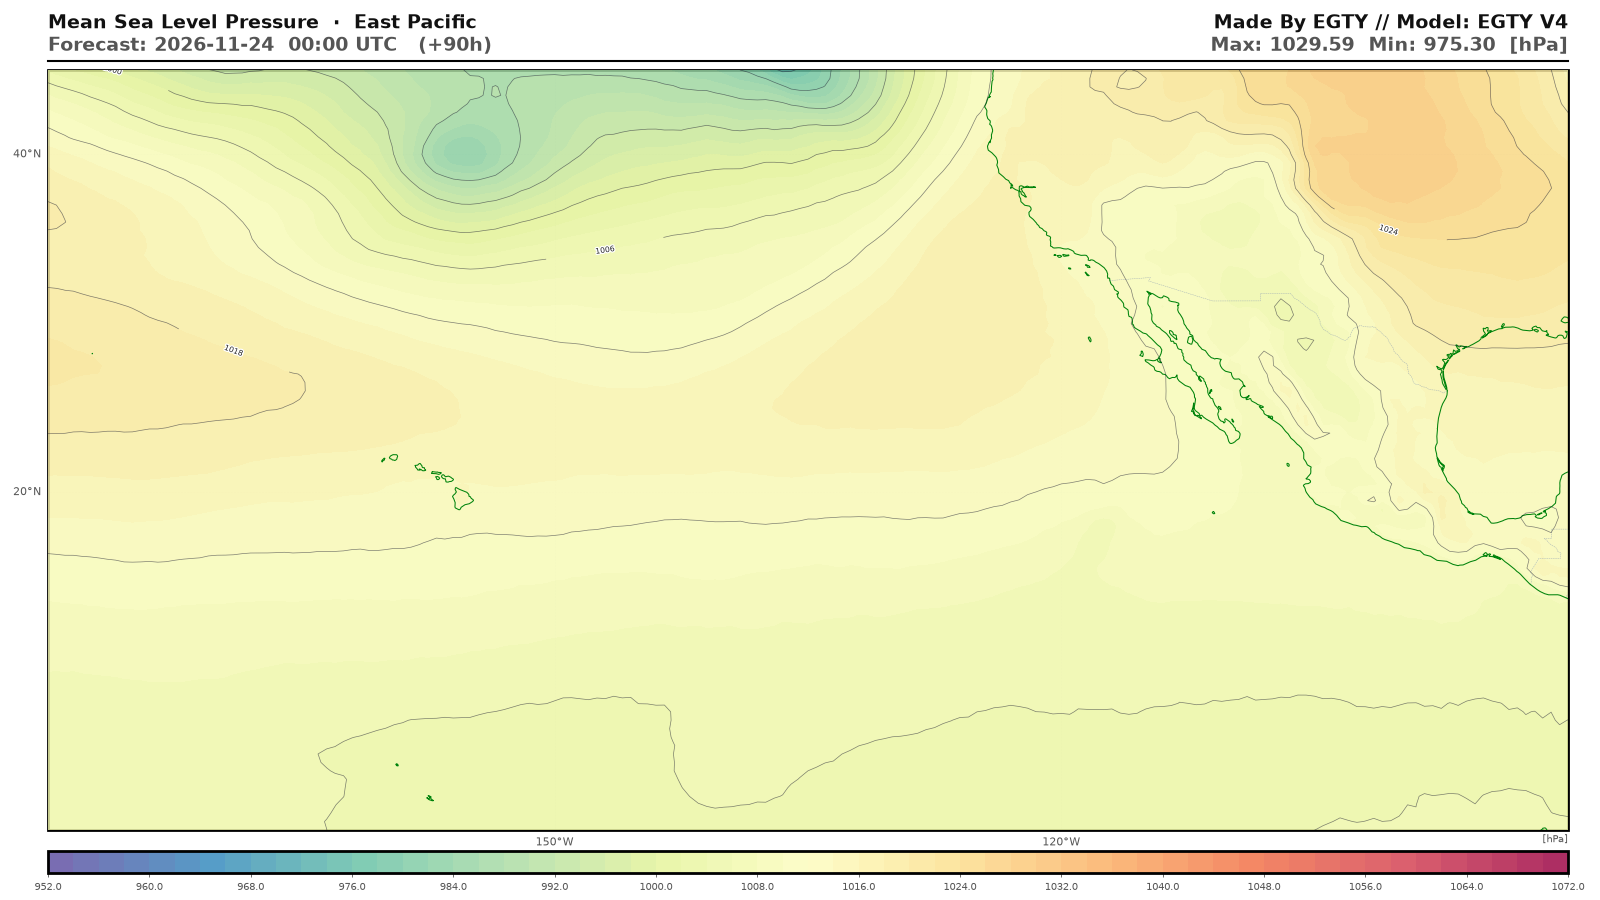 Mean Sea Level Pressure · East Pacific
Made By EGTY // Model: EGTY V4
Forecast: 2026-11-24 00:00 UTC (+90h)
Max: 1029.59 Min: 975.30 [hPa]
40°N
1024
1006
1018
20°N
150°W
120°W
[hPa]
952.0
960.0
968.0
976.0
984.0
992.0
1000.0
1008.0
1016.0
1024.0
1032.0
1040.0
1048.0
1056.0
1064.0
1072.0